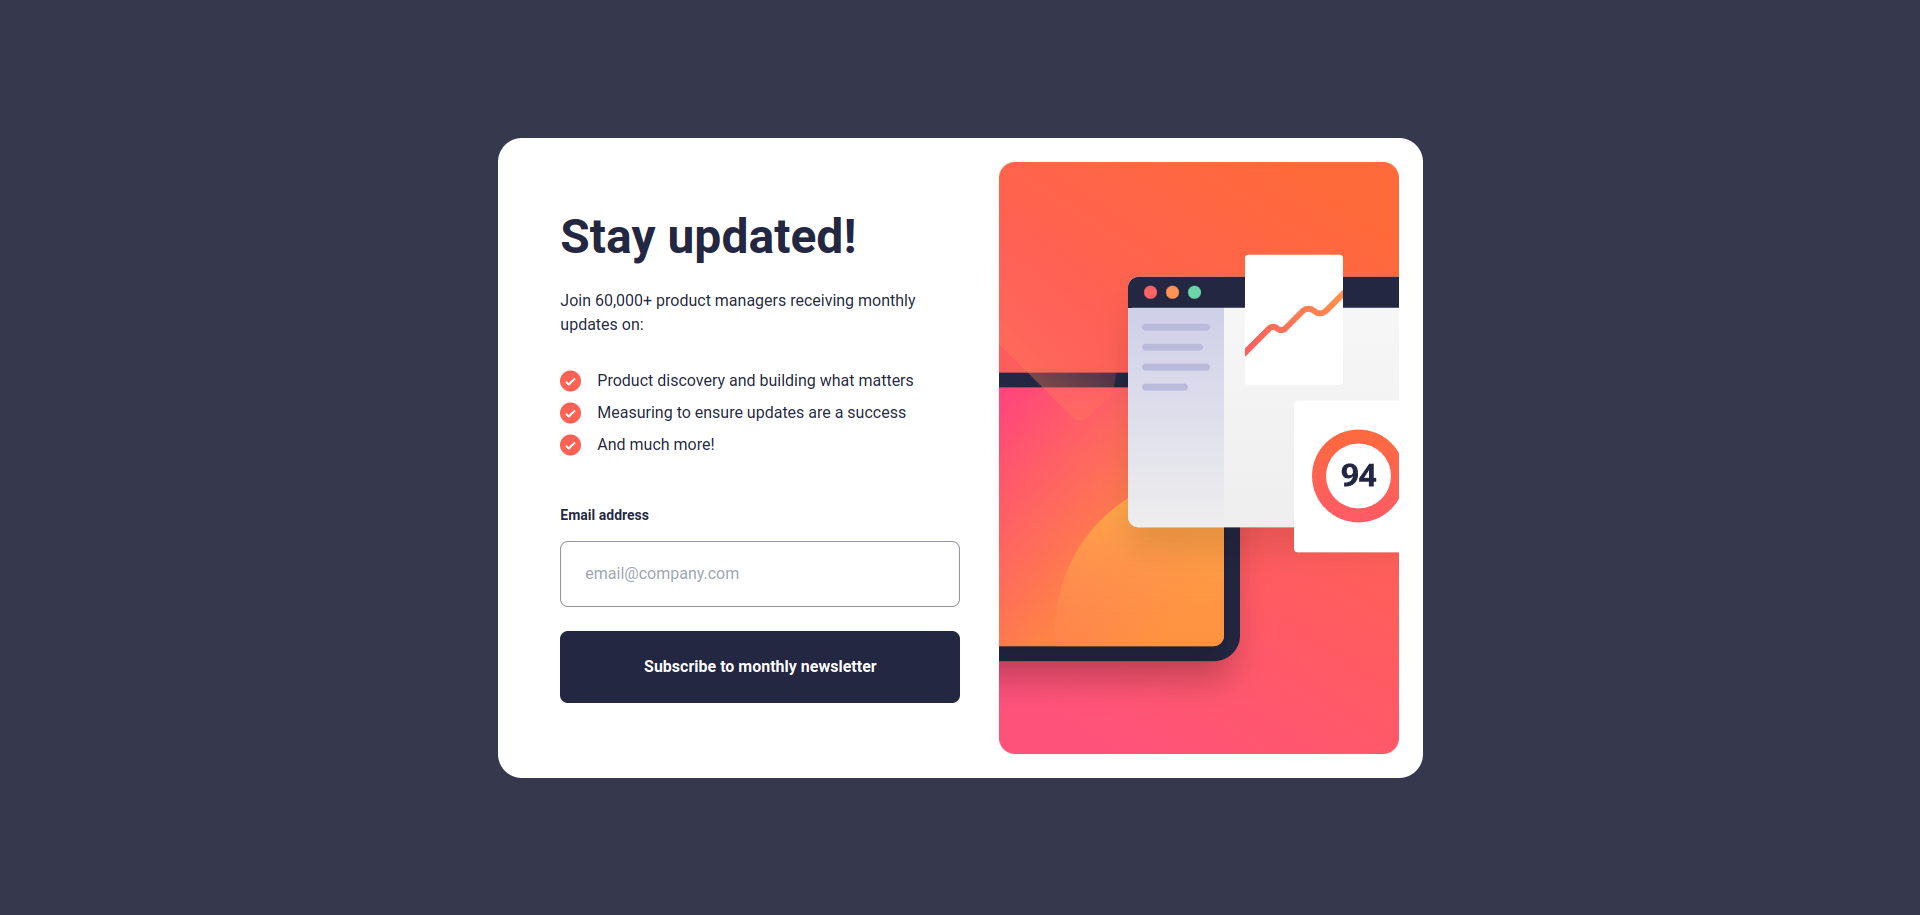 Stay updated!
Join 60,000+ product managers receiving monthly
updates on:
Product discovery and building what matters
Measuring to ensure updates are a success
And much more!
Email address
email@company.com
Subscribe to monthly newsletter
94